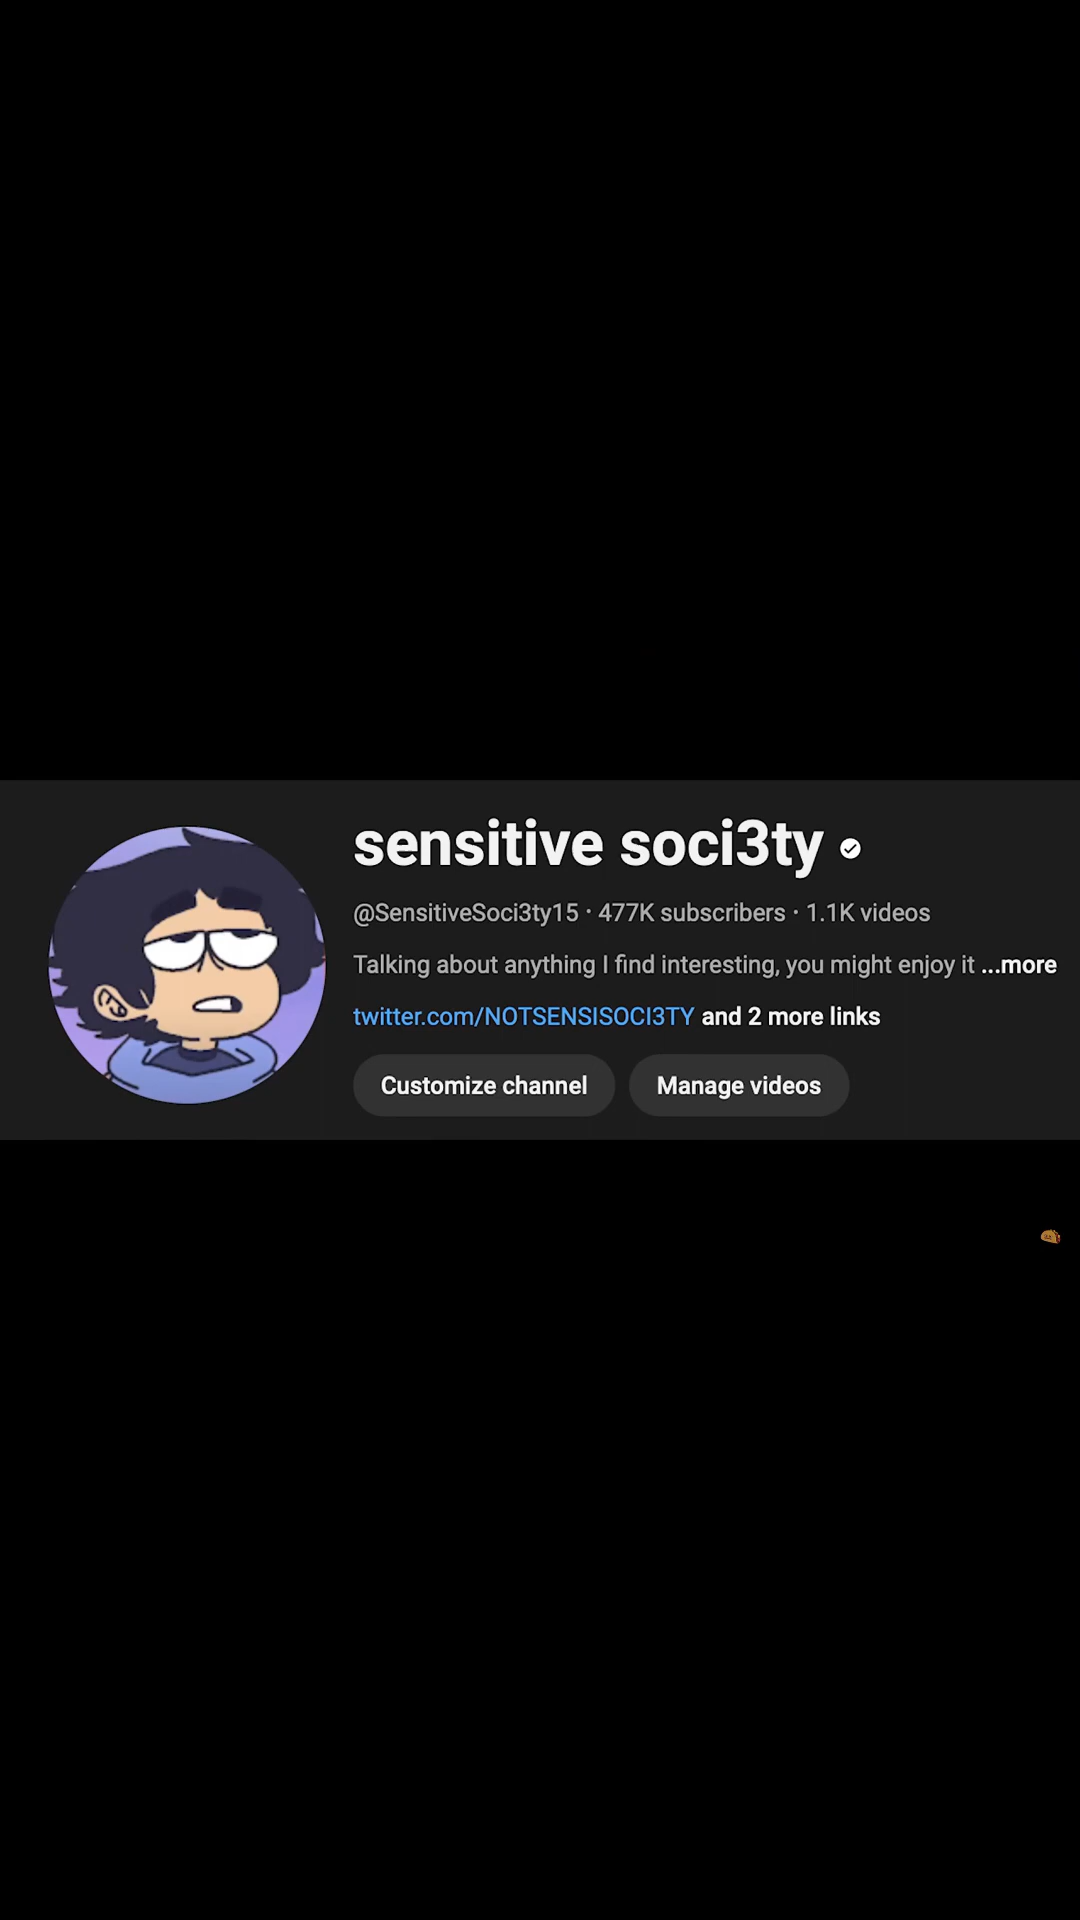 sensitive soci3ty
@SensitiveSoci3ty15 · 477K subscribers · 1.1K videos
Talking about anything I find interesting, you might enjoy it ...more
twitter.com/NOTSENSISOCI3TY and 2 more links
Customize channel Manage videos